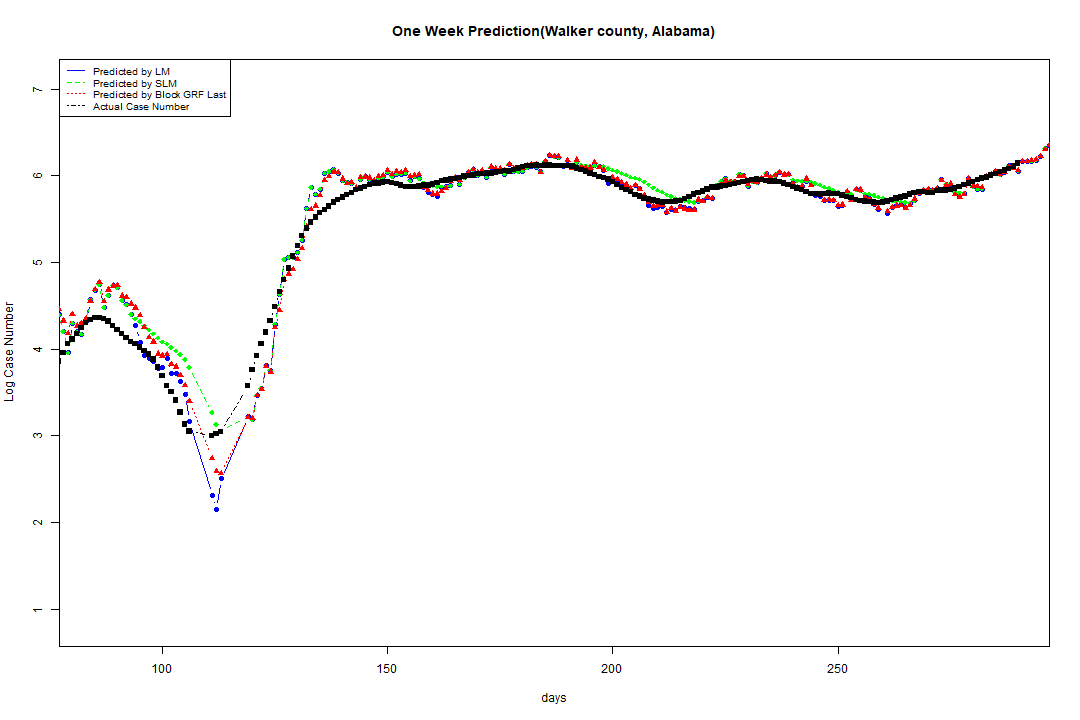 One Week Prediction(Walker county, Alabama)
Predicted by LM
Predicted by SLM
Predicted by Block GRF Last
Actual Case Number
7
6
5
4
3
2
1
Log Case Number
100 150 200 250
days